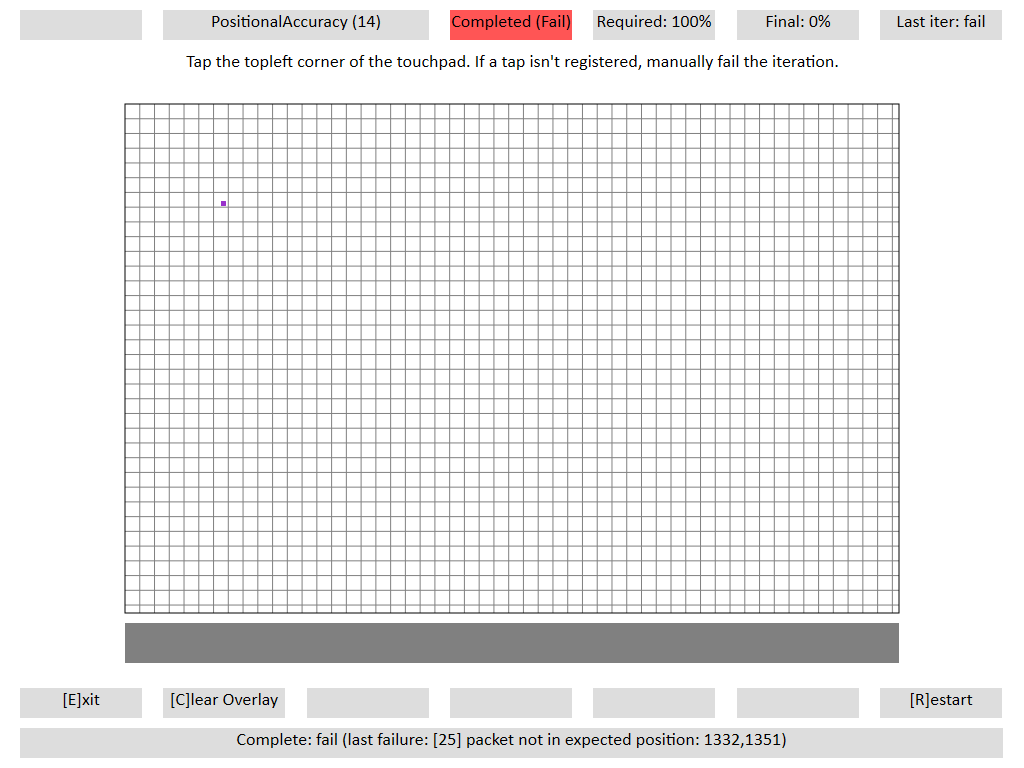 PositionalAccuracy (14) Completed (Fail) Required: 100% Final: 0% Last iter: fail
Tap the topleft corner of the touchpad. If a tap isn't registered, manually fail the iteration.
[E]xit [C]lear Overlay [R]estart
Complete: fail (last failure: [25] packet not in expected position: 1332,1351)